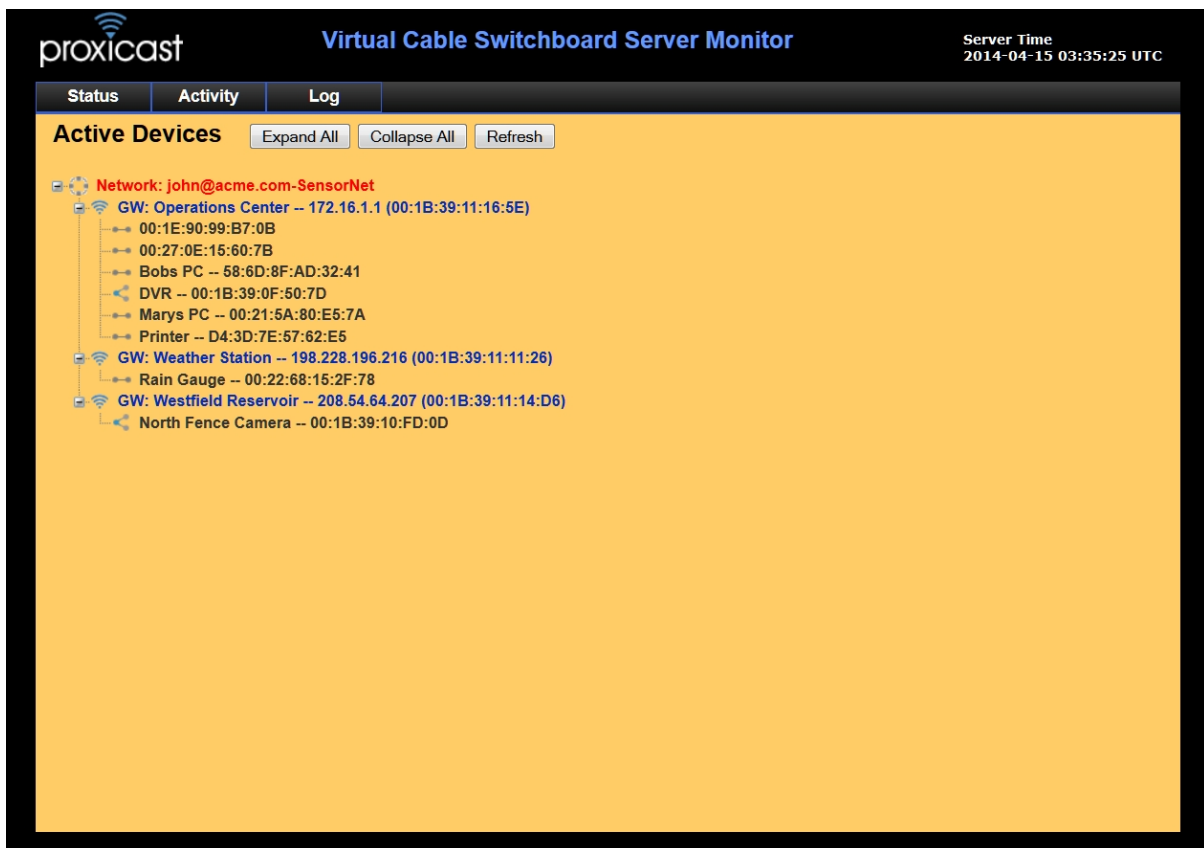 proxicast
Virtual Cable Switchboard Server Monitor
Server Time
2014-04-15 03:35:25 UTC
Status Activity Log
Active Devices Expand All Collapse All Refresh
Network: john@acme.com-SensorNet
GW: Operations Center -- 172.16.1.1 (00:1B:39:11:16:5E)
00:1E:90:99:B7:0B
00:27:0E:15:60:7B
Bobs PC -- 58:6D:8F:AD:32:41
DVR -- 00:1B:39:0F:50:7D
Marys PC -- 00:21:5A:80:E5:7A
Printer -- D4:3D:7E:57:62:E5
GW: Weather Station -- 198.228.196.216 (00:1B:39:11:11:26)
Rain Gauge -- 00:22:68:15:2F:78
GW: Westfield Reservoir -- 208.54.64.207 (00:1B:39:11:14:D6)
North Fence Camera -- 00:1B:39:10:FD:0D